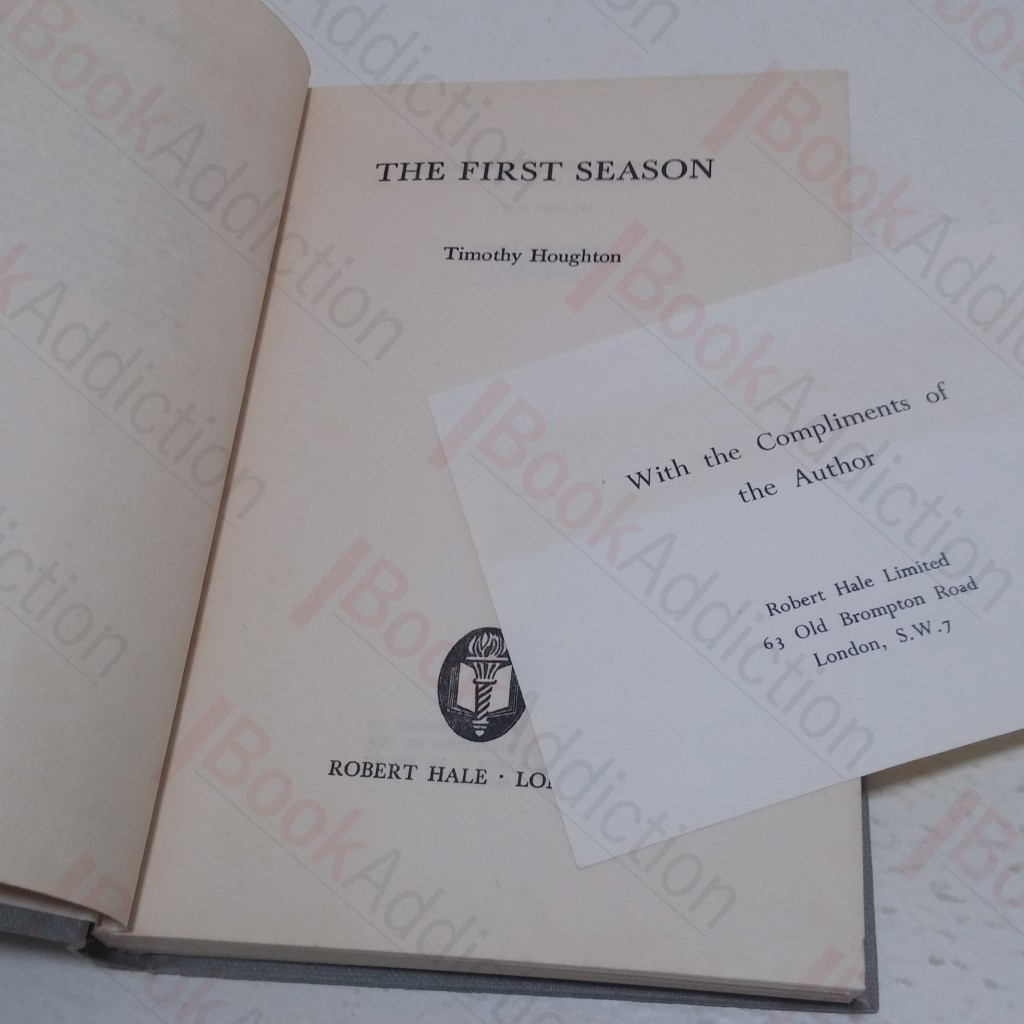 THE FIRST SEASON
Timothy Houghton
With the Compliments of
the Author
Robert Hale Limited
63 Old Brompton Road
London, S.W.7
ROBERT HALE · LO
BookAddiction